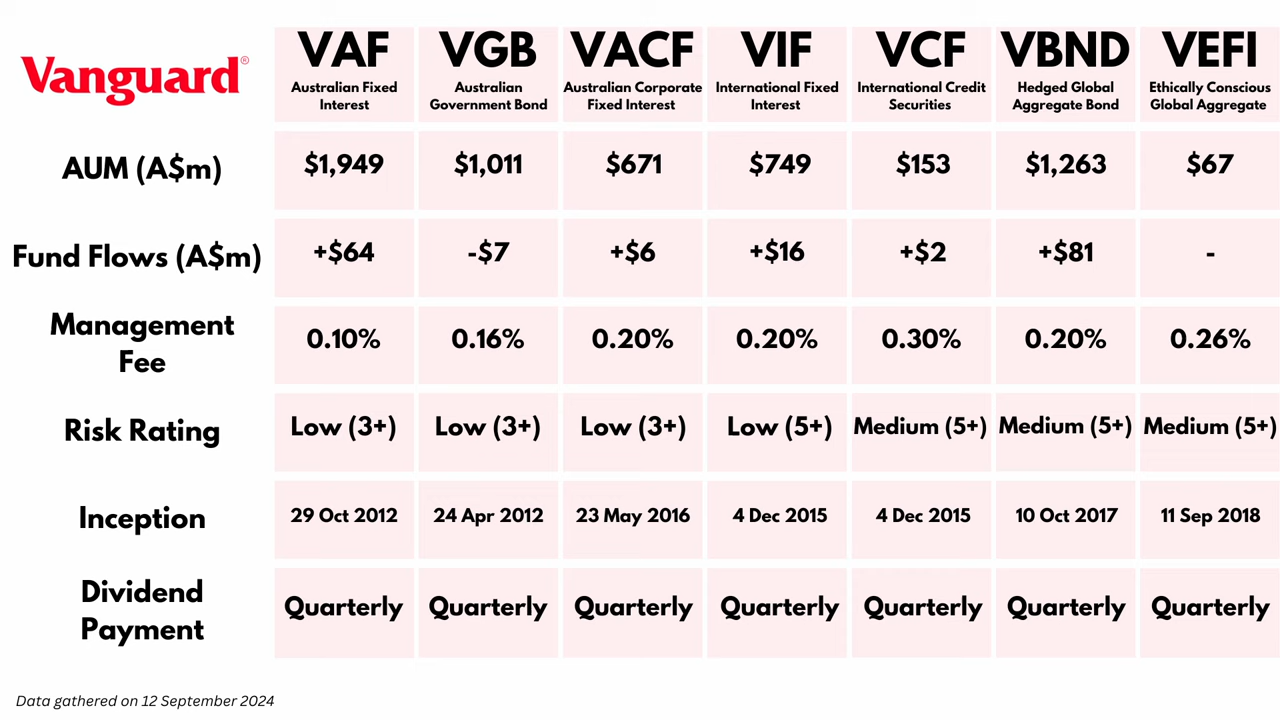 Vanguard®
VAF VGB VACF VIF VCF VBND VEFI
Australian Fixed Australian Australian Corporate International Fixed International Credit Hedged Global Ethically Conscious
Interest Government Bond Fixed Interest Interest Securities Aggregate Bond Global Aggregate
AUM (A$m) $1,949 $1,011 $671 $749 $153 $1,263 $67
Fund Flows (A$m) +$64 -$7 +$6 +$16 +$2 +$81 -
Management
Fee 0.10% 0.16% 0.20% 0.20% 0.30% 0.20% 0.26%
Risk Rating Low (3+) Low (3+) Low (3+) Low (5+) Medium (5+) Medium (5+) Medium (5+)
Inception 29 Oct 2012 24 Apr 2012 23 May 2016 4 Dec 2015 4 Dec 2015 10 Oct 2017 11 Sep 2018
Dividend
Payment Quarterly Quarterly Quarterly Quarterly Quarterly Quarterly Quarterly
Data gathered on 12 September 2024